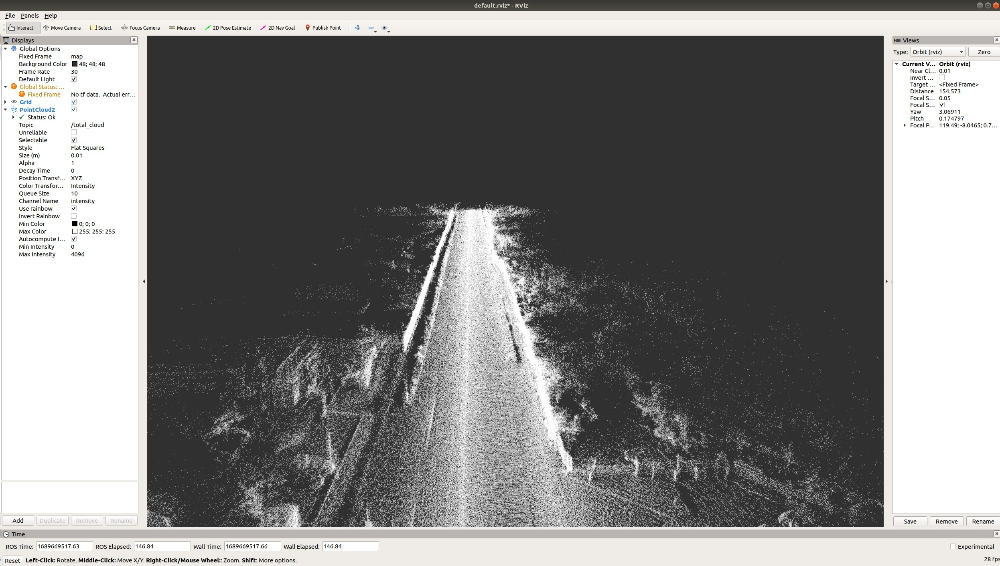 default.rviz* - RViz
File Panels Help
Interact Move Camera Select Focus Camera Measure 2D Pose Estimate 2D Nav Goal Publish Point
Displays
Global Options
Fixed Frame map
Background Color 48; 48; 48
Frame Rate 30
Default Light
Global Status: ...
Fixed Frame No tf data. Actual err...
Grid
PointCloud2
Status: Ok
Topic /total_cloud
Unreliable
Selectable
Style Flat Squares
Size (m) 0.01
Alpha 1
Decay Time 0
Position Transf... XYZ
Color Transfor... Intensity
Queue Size 10
Channel Name intensity
Use rainbow
Invert Rainbow
Min Color 0; 0; 0
Max Color 255; 255; 255
Autocompute I...
Min Intensity 0
Max Intensity 4096
Add Duplicate Remove Rename
Views
Type: Orbit (rviz) Zero
Current V... Orbit (rviz)
Near Cl... 0.01
Invert ...
Target ... <Fixed Frame>
Distance 154.573
Focal S... 0.05
Focal S...
Yaw 3.06911
Pitch 0.174797
Focal P... 119.49; -8.0465; 0.7...
Save Remove Rename
Time
ROS Time: 1689669517.63 ROS Elapsed: 146.84 Wall Time: 1689669517.66 Wall Elapsed: 146.84 Experimental
Reset Left-Click: Rotate. Middle-Click: Move X/Y. Right-Click/Mouse Wheel:: Zoom. Shift: More options. 28 fps